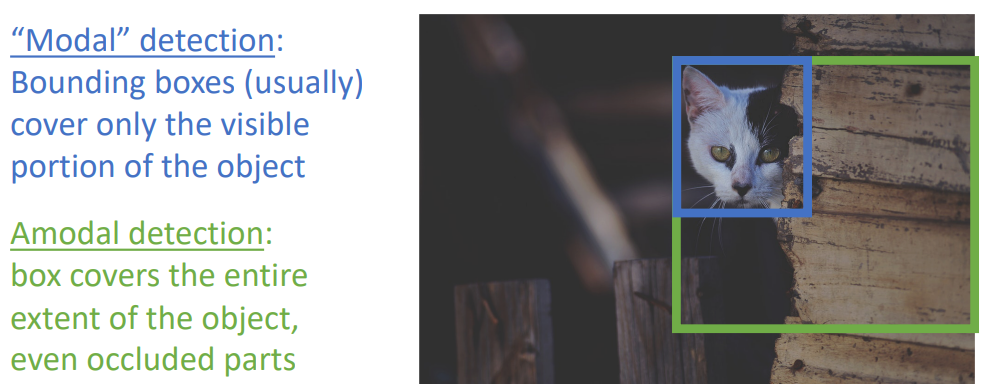 “Modal” detection:
Bounding boxes (usually)
cover only the visible
portion of the object
Amodal detection:
box covers the entire
extent of the object,
even occluded parts